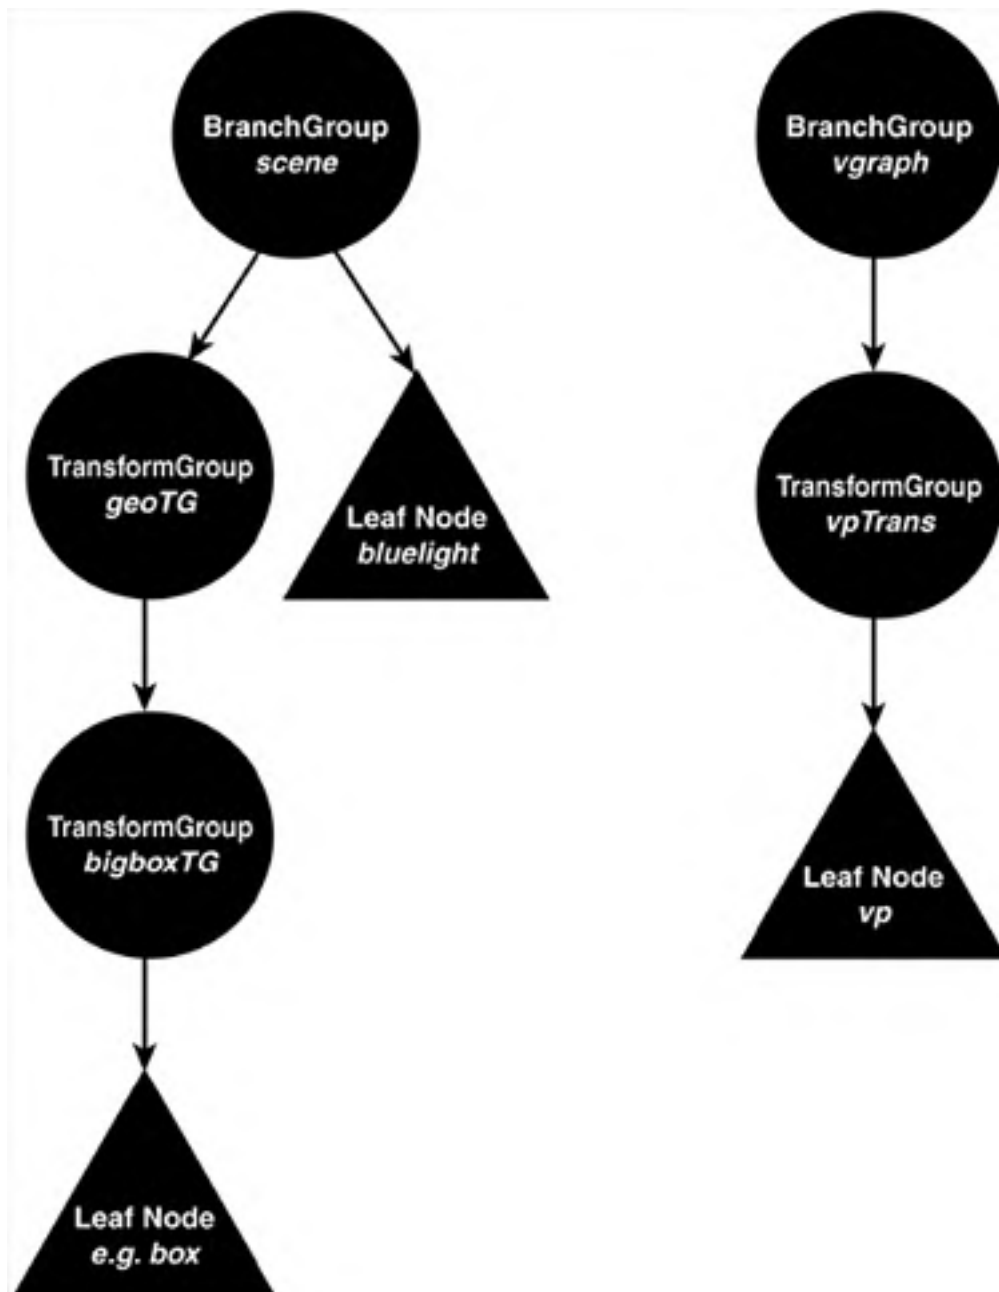 BranchGroup
scene
BranchGroup
vgraph
TransformGroup
geoTG
Leaf Node
bluelight
TransformGroup
vpTrans
TransformGroup
bigboxTG
Leaf Node
vp
Leaf Node
e.g. box